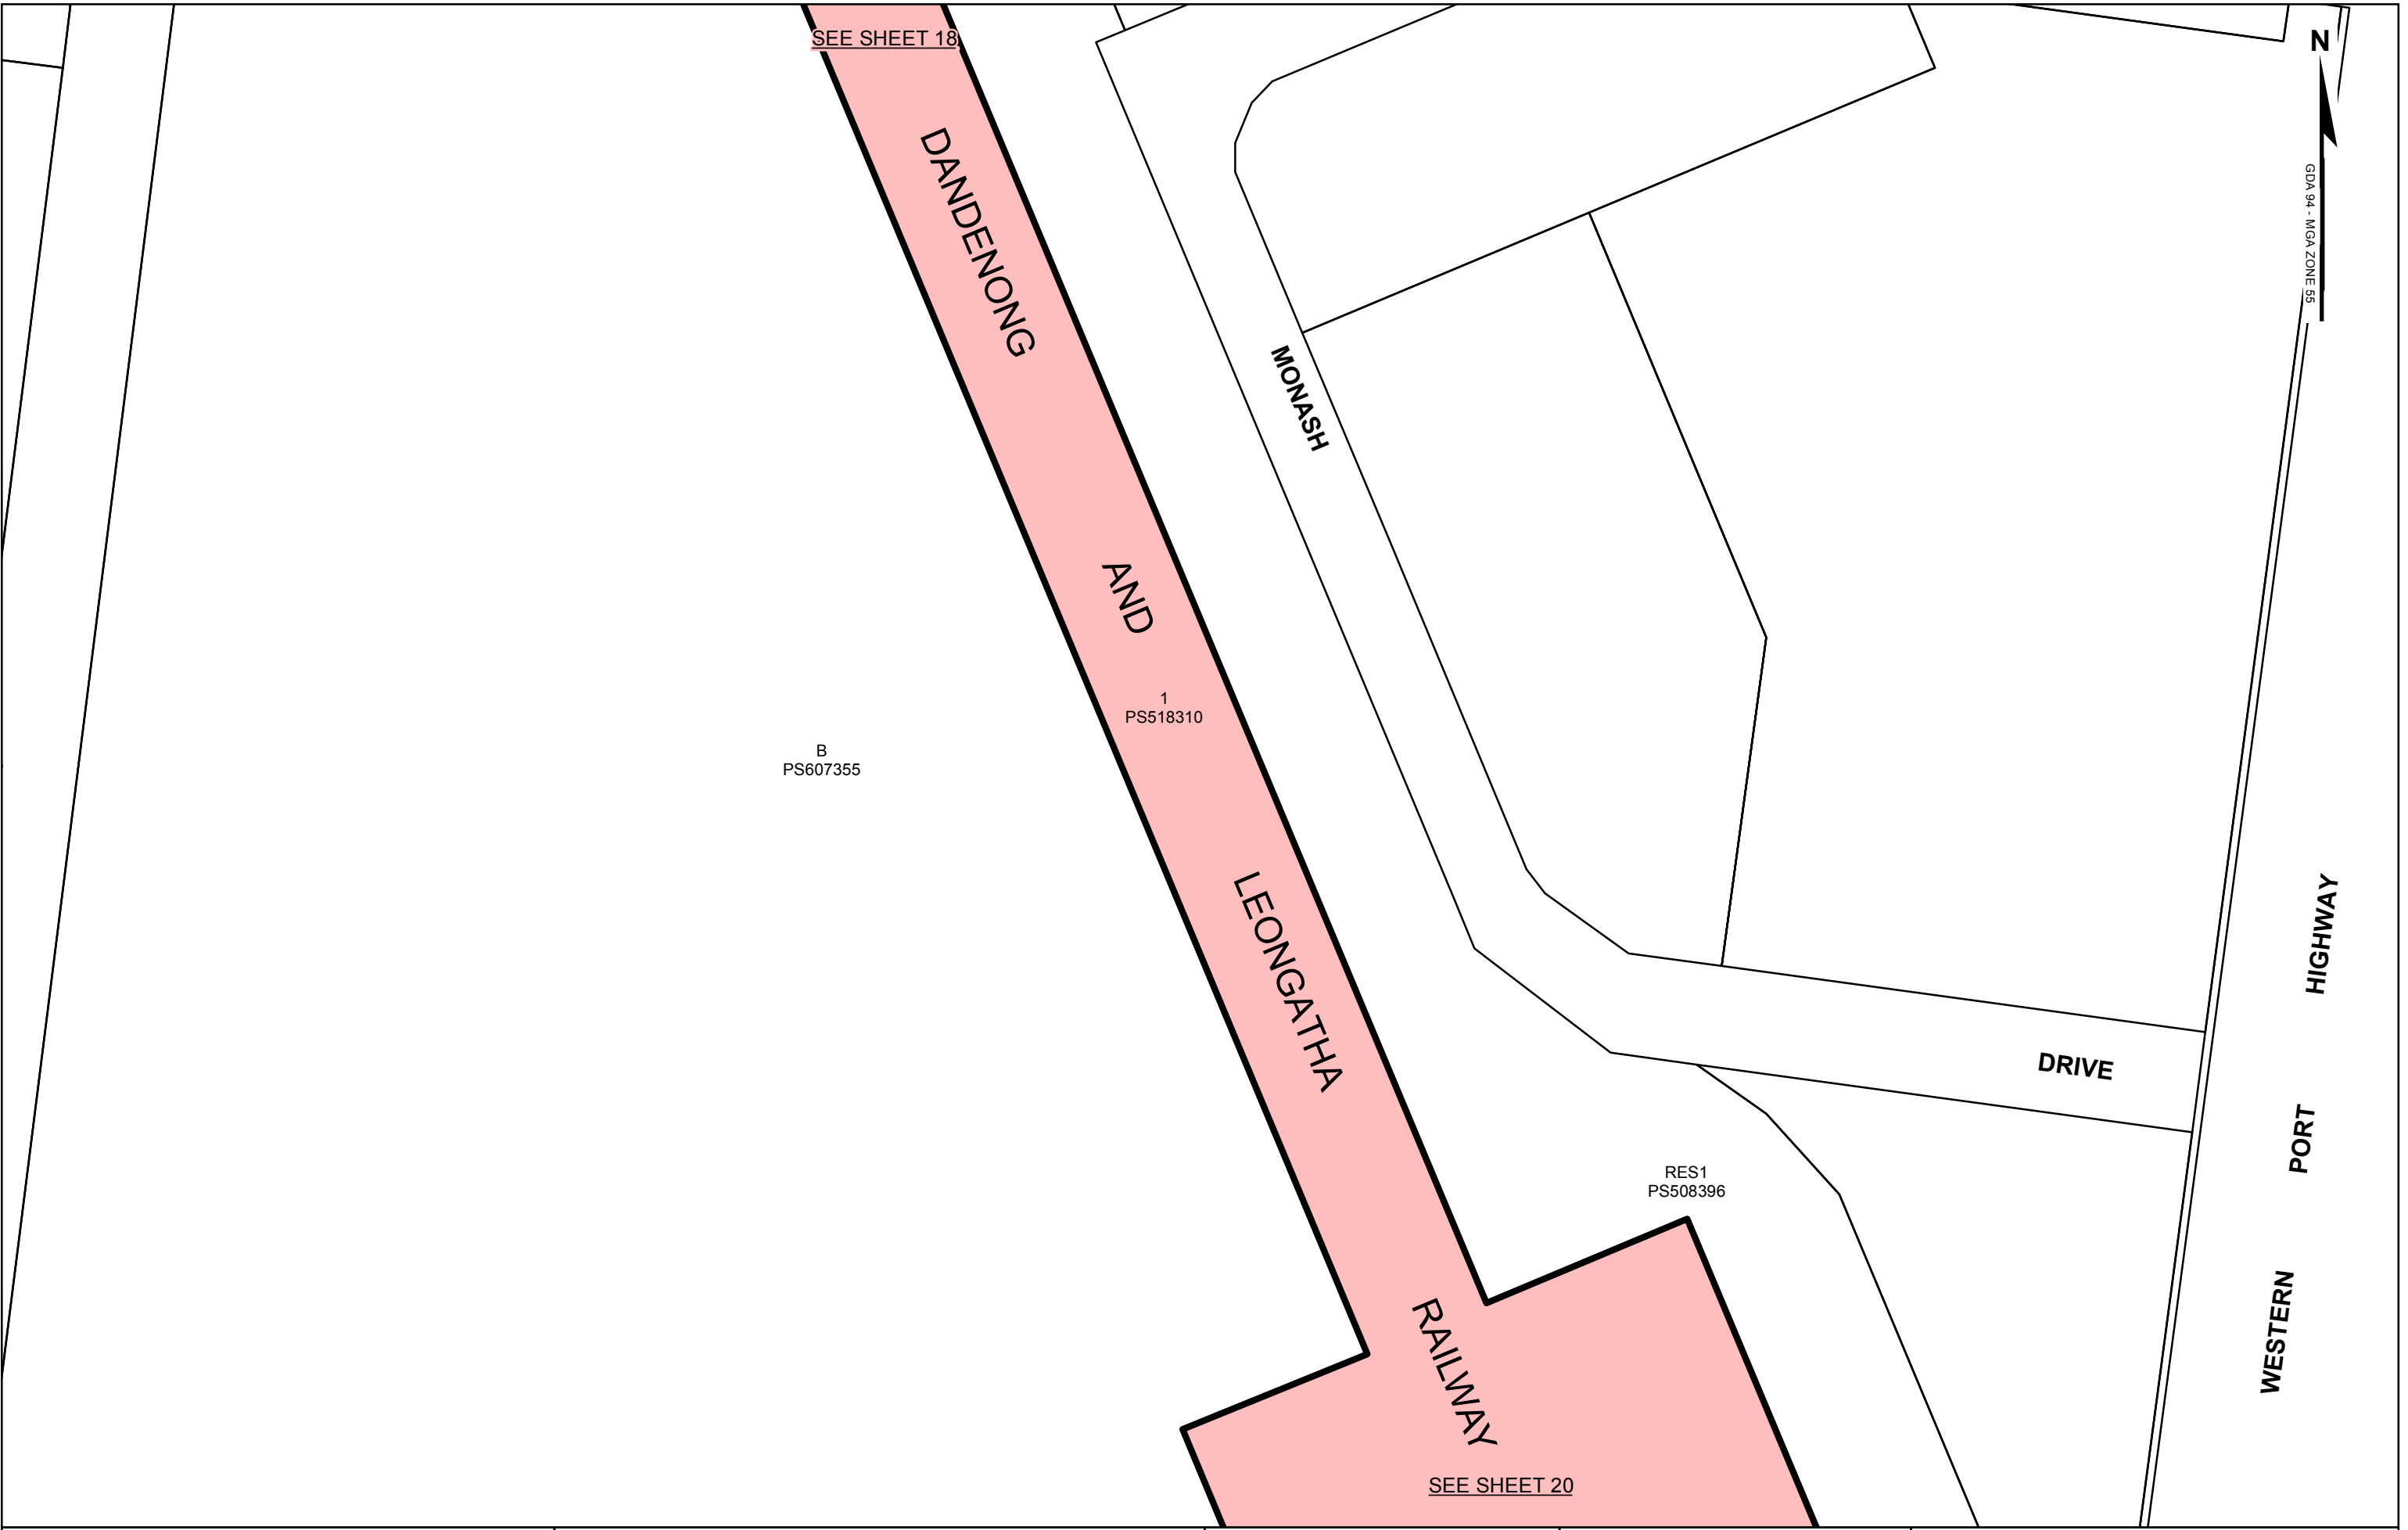 SEE SHEET 18
N
GDA 94 - MGA ZONE 55
DANDENONG
MONASH
AND
1
PS518310
B
PS607355
LEONGATHA
HIGHWAY
DRIVE
PORT
RES1
PS508396
WESTERN
RAILWAY
SEE SHEET 20